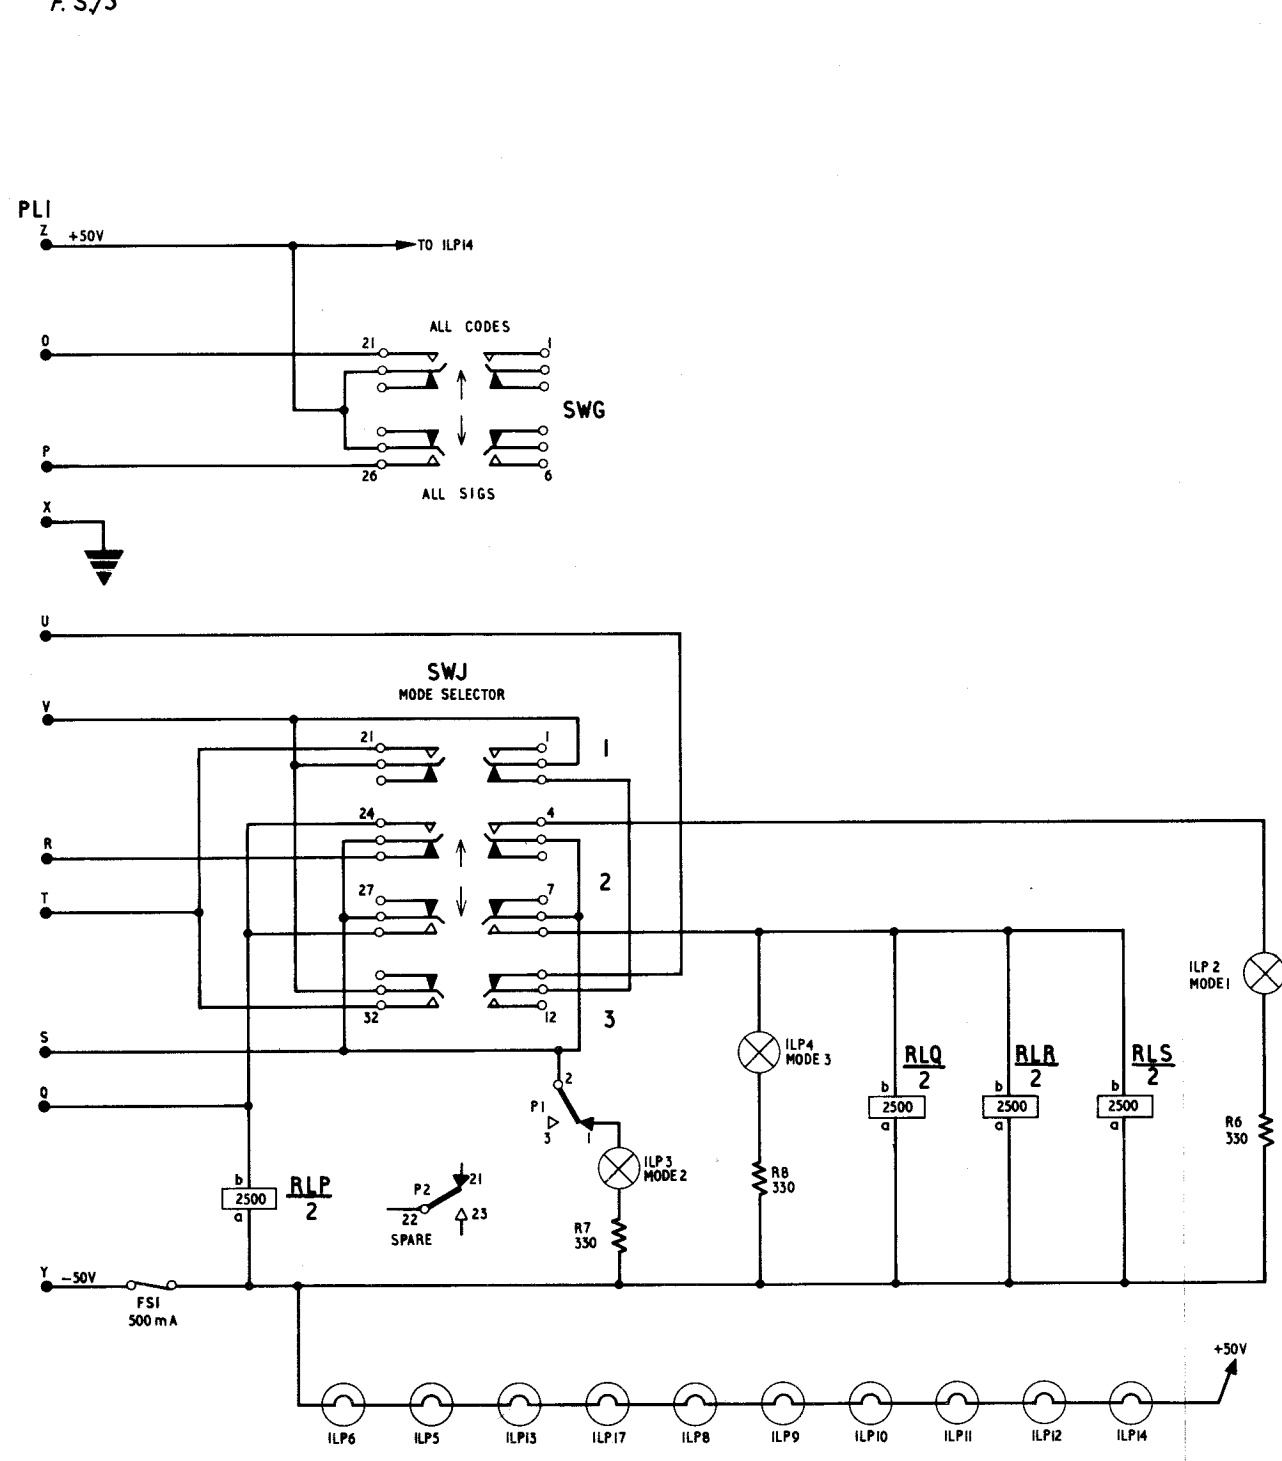 F. S./5
PL1
Z +50V
TO ILP14
ALL CODES
O 21 1
SWG
P
26 6
ALL SIGS
X
U
SWJ
MODE SELECTOR
V
21 1 1
24 4
R
2
27 7
T
ILP 2
MODE 1
32 12 3
S
ILP4
MODE 3
RLQ
2
RLR
2
RLS
2
2
b b b
Q
P1
2500 2500 2500
a a a
3 1
R6
330
ILP3
MODE 2
R8
330
b
RLP
2
2500
a
P2 21
22 23
SPARE
R7
330
Y -50V
FS1
500 mA
+50V
ILP6 ILP5 ILP13 ILP17 ILP8 ILP9 ILP10 ILP11 ILP12 ILP14